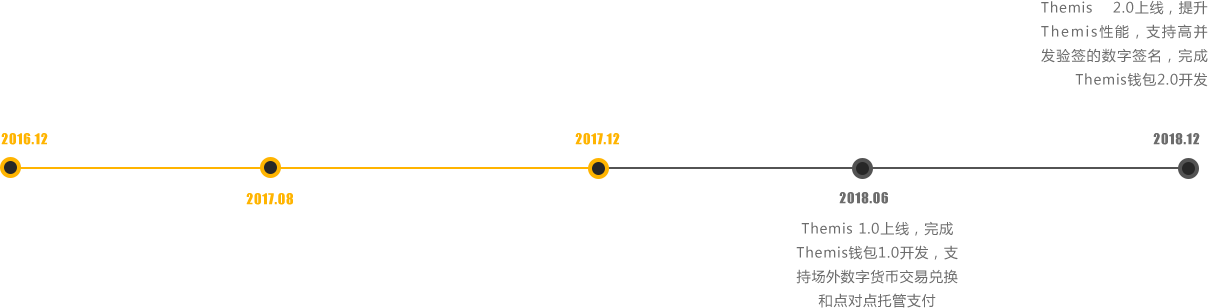 Themis 2.0上线，提升
Themis性能，支持高并
发验签的数字签名，完成
Themis钱包2.0开发
2016.12
2017.12
2018.12
2017.08
2018.06
Themis 1.0上线，完成
Themis钱包1.0开发，支
持场外数字货币交易兑换
和点对点托管支付